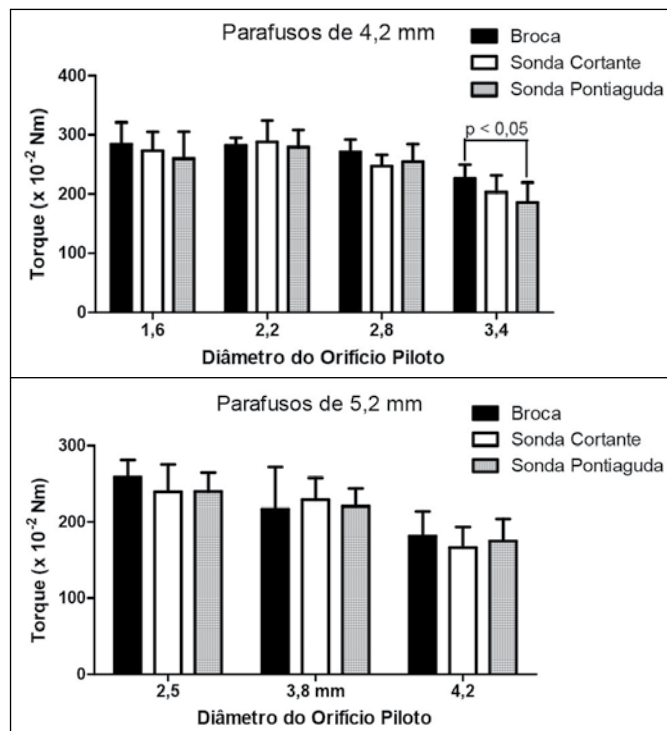 Parafusos de 4,2 mm
Broca
Sonda Cortante
Sonda Pontiaguda
p < 0,05
Torque (x 10-2 Nm)
400
300
200
100
0
1,6 2,2 2,8 3,4
Diâmetro do Orifício Piloto
Parafusos de 5,2 mm
Broca
Sonda Cortante
Sonda Pontiaguda
Torque (x 10-2 Nm)
300
200
100
0
2,5 3,8 mm 4,2
Diâmetro do Orifício Piloto